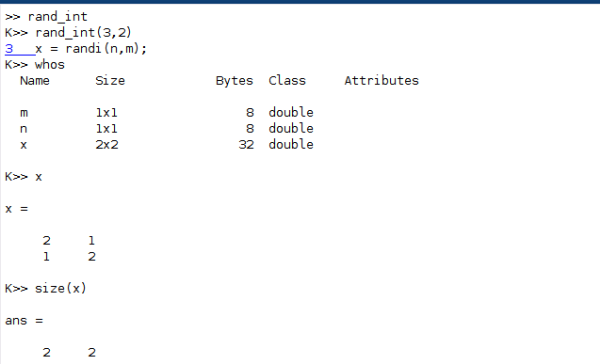 >> rand_int
K>> rand_int(3,2)
3   x = randi(n,m);
K>> whos
  Name      Size            Bytes  Class     Attributes
  m         1x1                 8  double
  n         1x1                 8  double
  x         2x2                32  double
K>> x
x =
     2     1
     1     2
K>> size(x)
ans =
     2     2